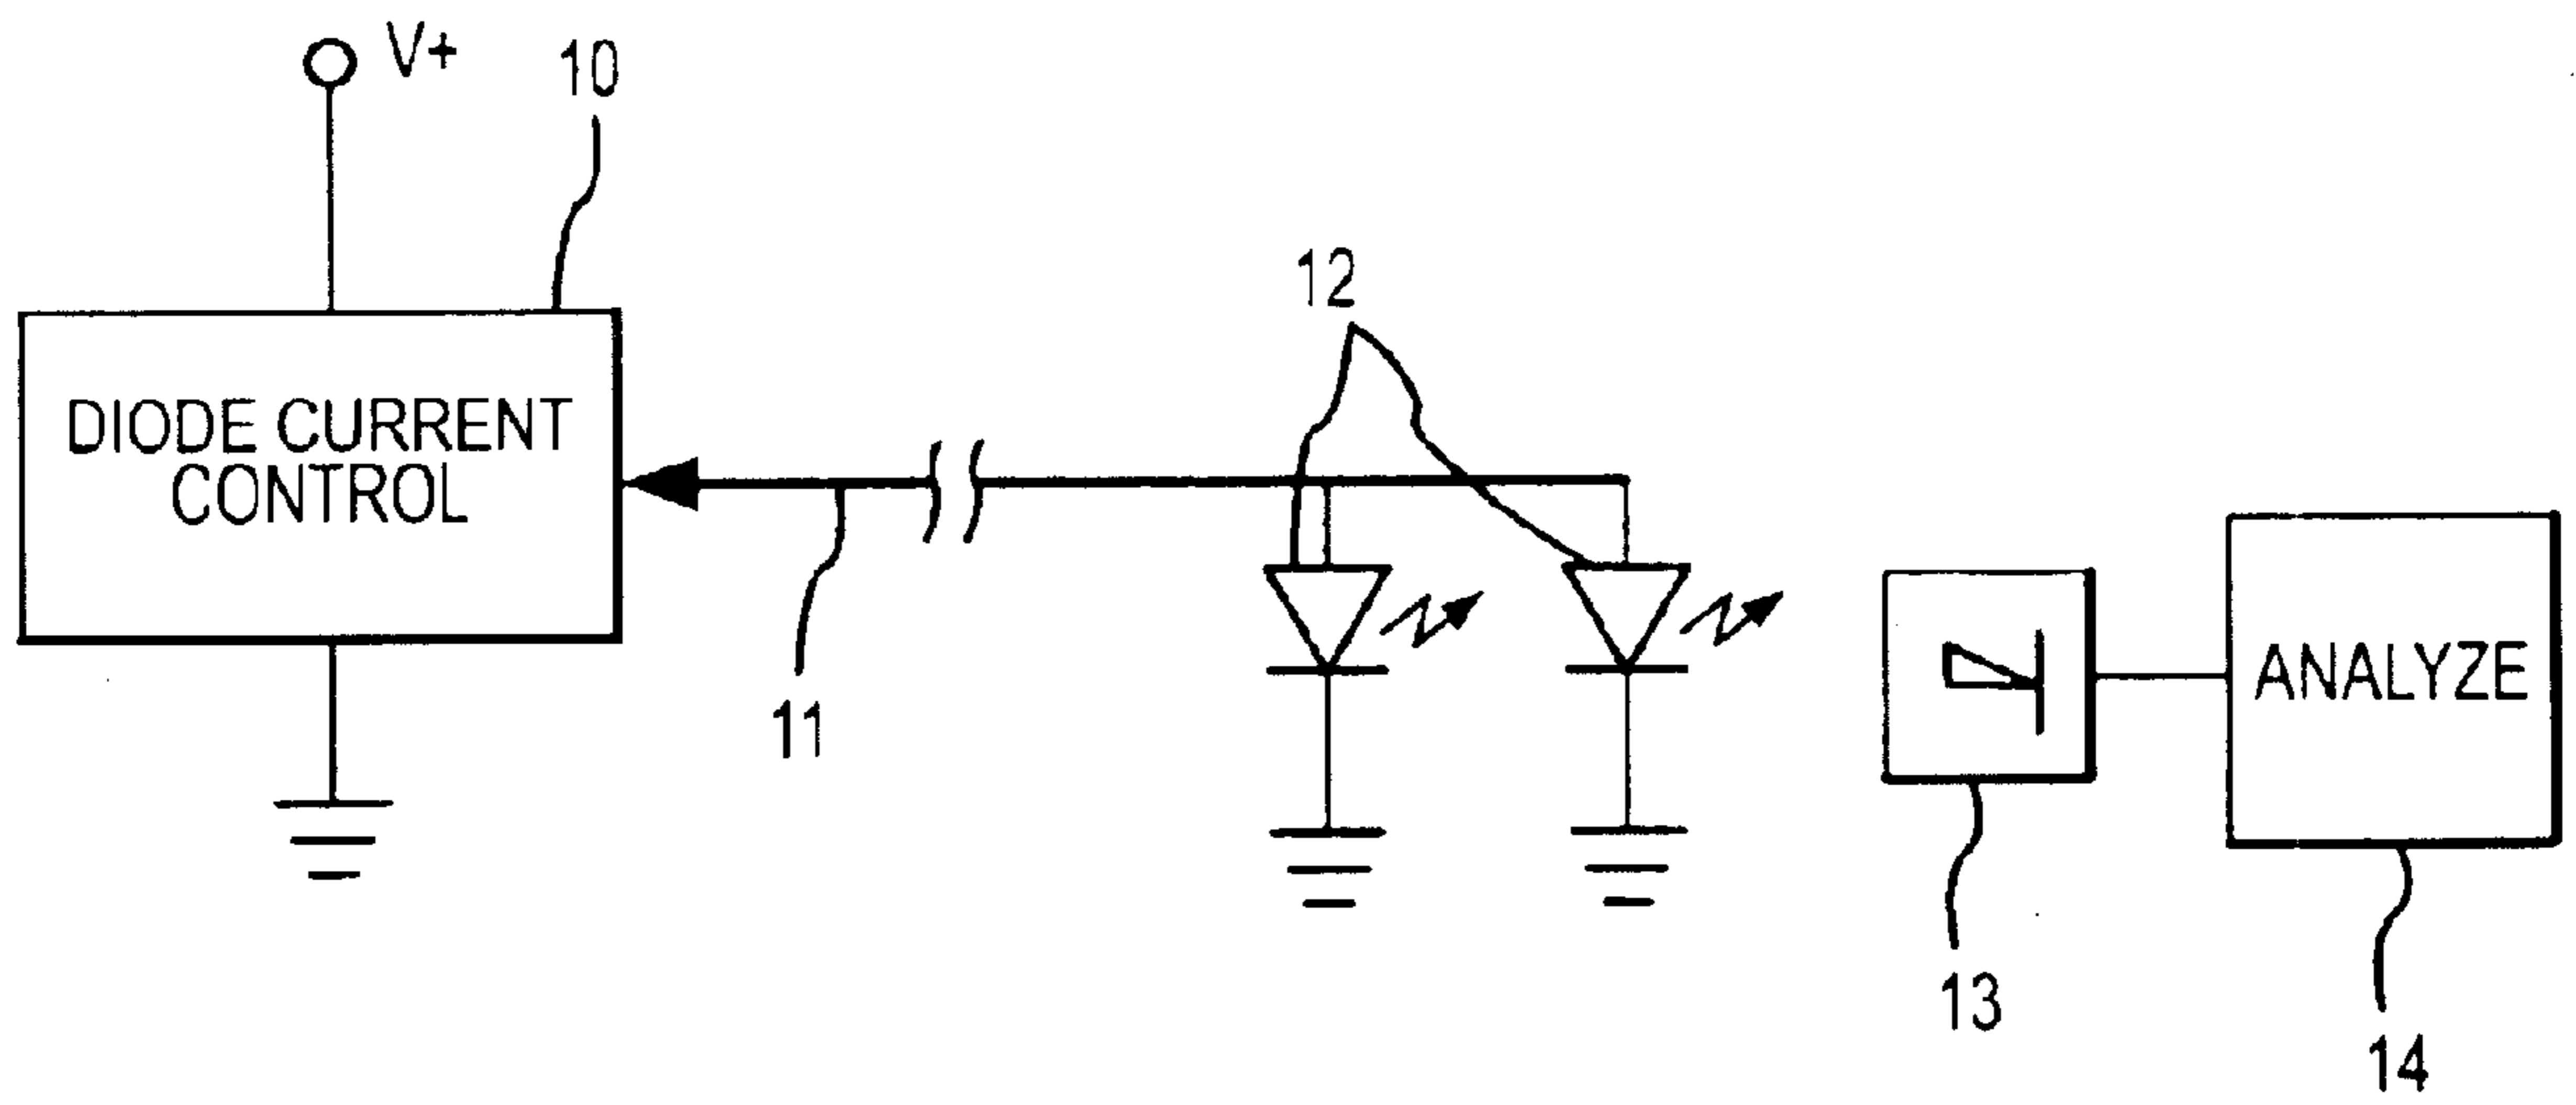 V+
10
DIODE CURRENT
CONTROL
12
11
ANALYZE
13
14